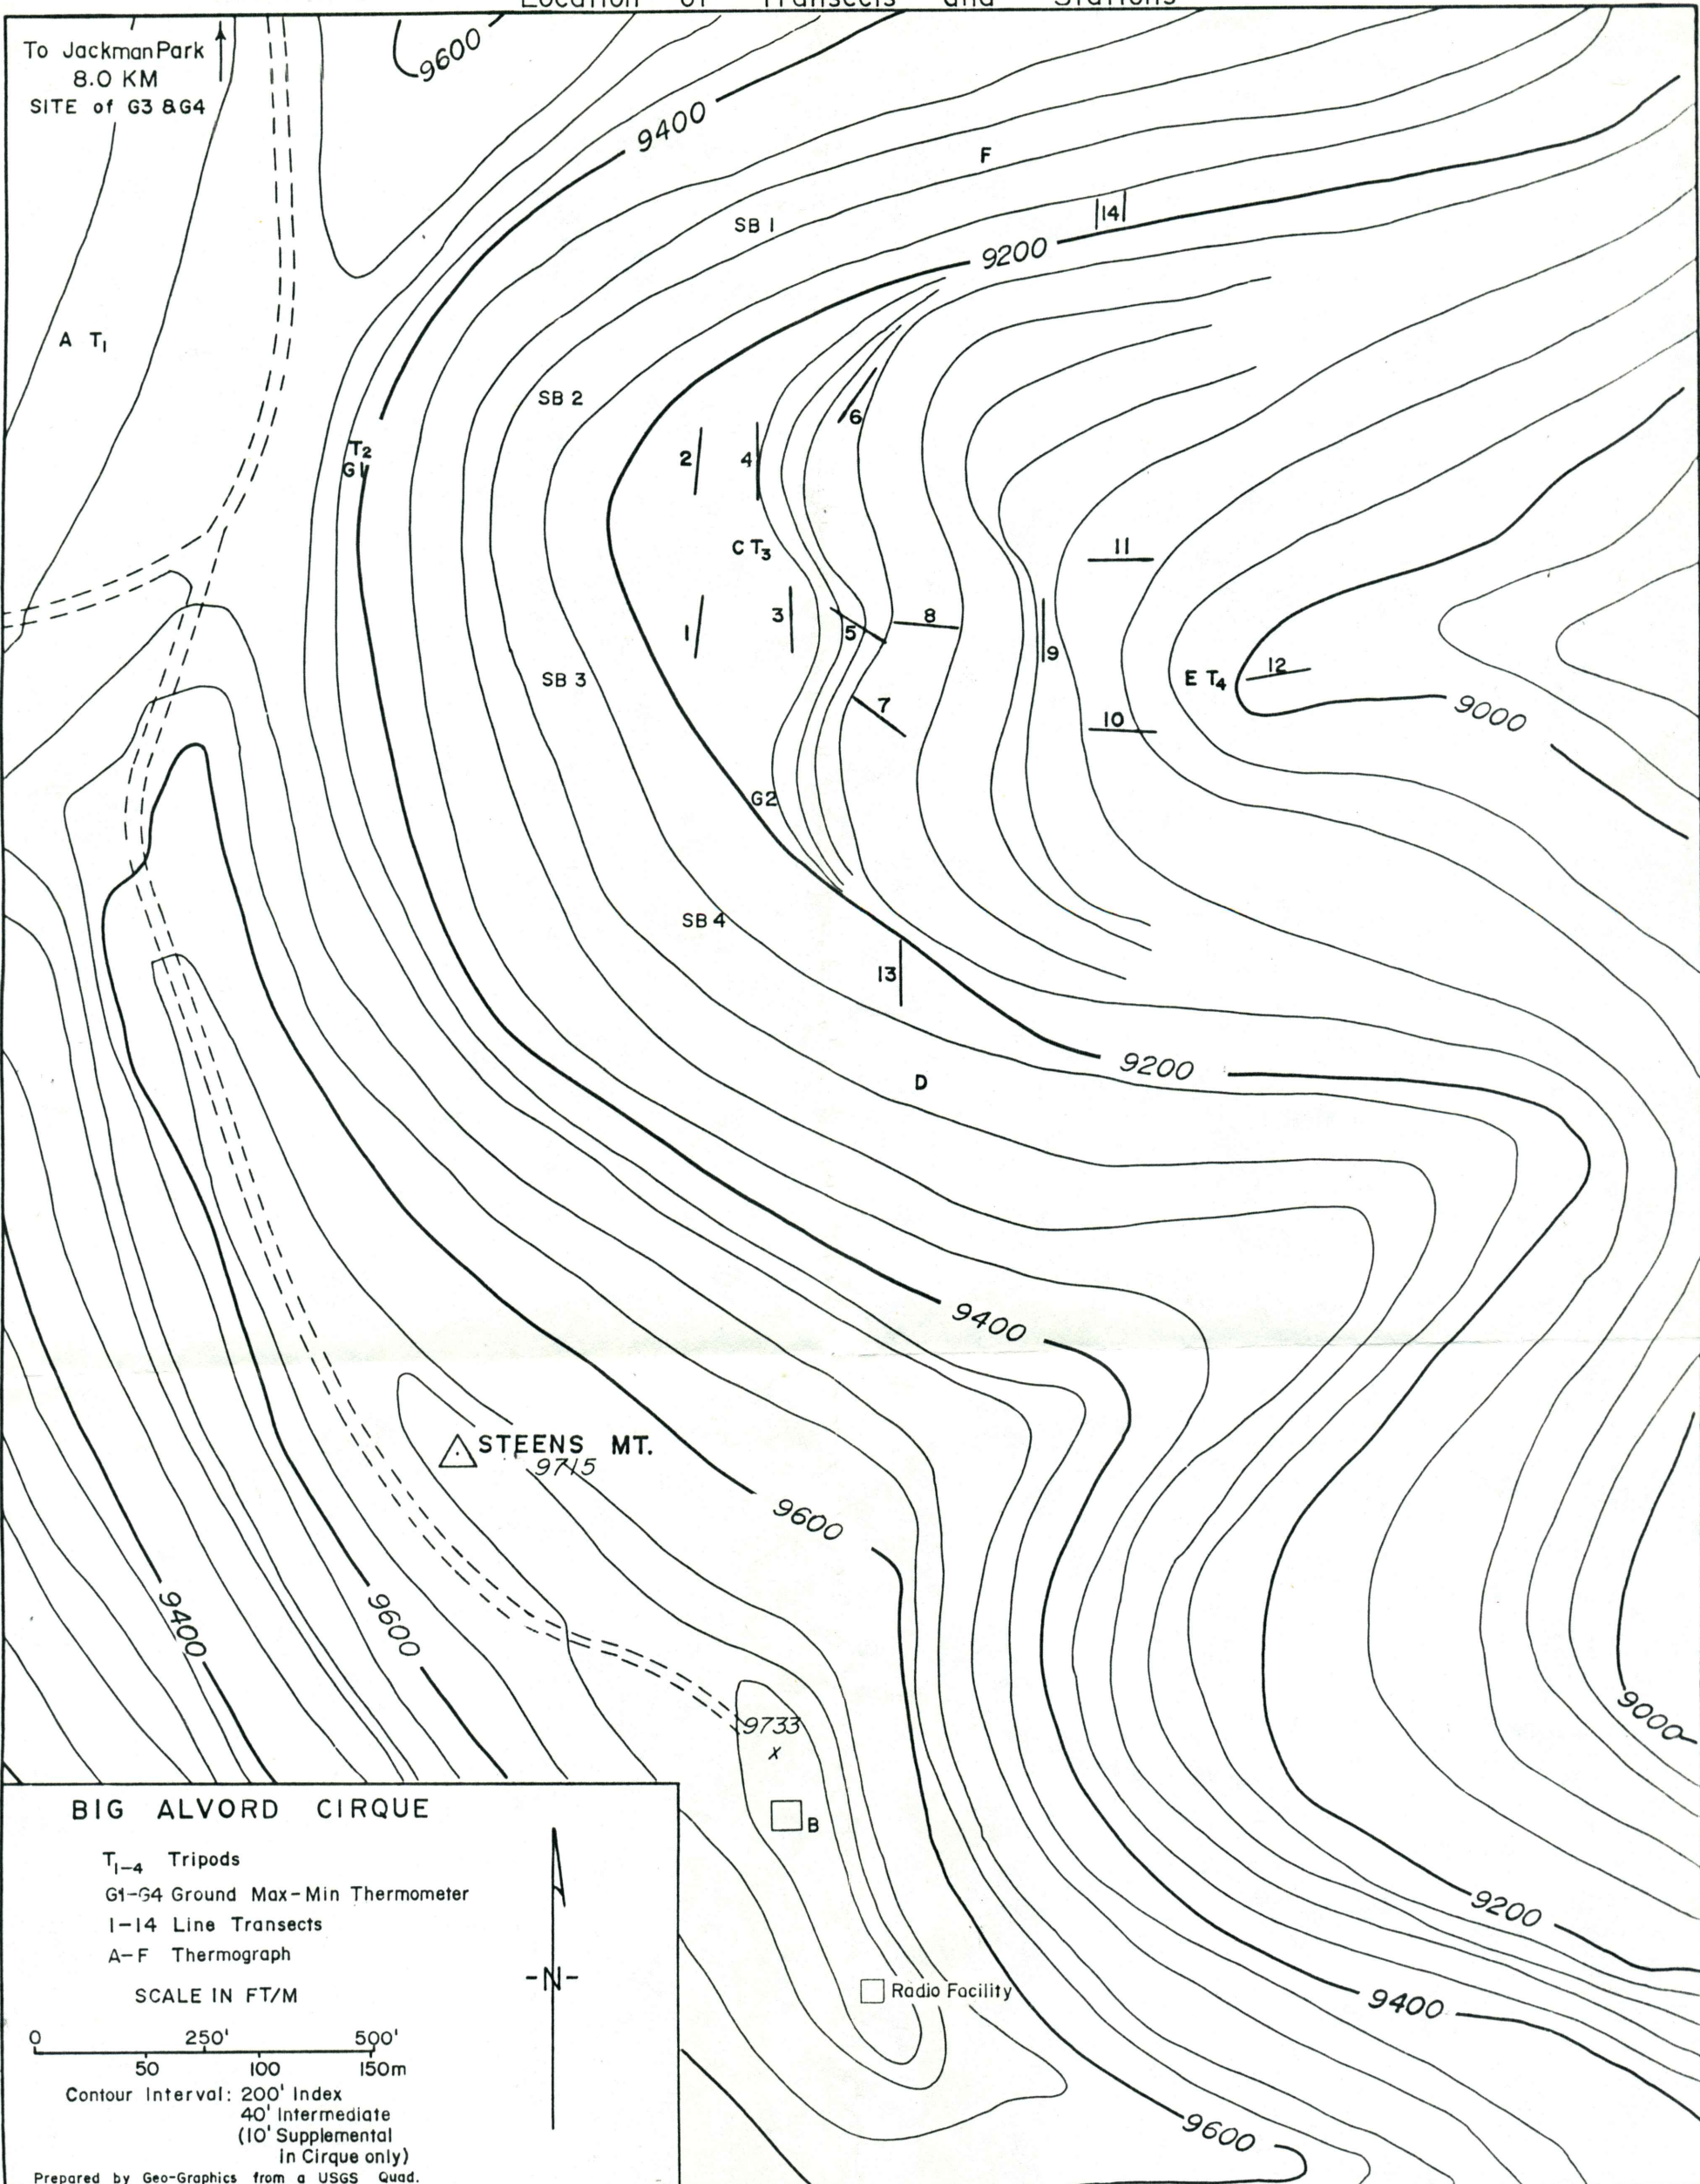 Location of Transects and Stations
To Jackman Park
8.0 KM
SITE of G3 & G4
9600
9400
F
14
SB 1
9200
A T1
SB 2
6
T2
G1
2
4
C T3
11
1
3
5
8
9
SB 3
E T4
12
7
10
9000
G2
SB 4
13
9200
D
9400
STEENS MT.
9715
9600
9400
9600
9000
9733
x
B
BIG ALVORD CIRQUE
T1-4 Tripods
G1-G4 Ground Max-Min Thermometer
1-14 Line Transects
A-F Thermograph
-N-
SCALE IN FT/M
0 250' 500'
50 100 150m
Contour Interval: 200' Index
40' Intermediate
(10' Supplemental
in Cirque only)
Prepared by Geo-Graphics from a USGS Quad.
9200
Radio Facility
9400
9600